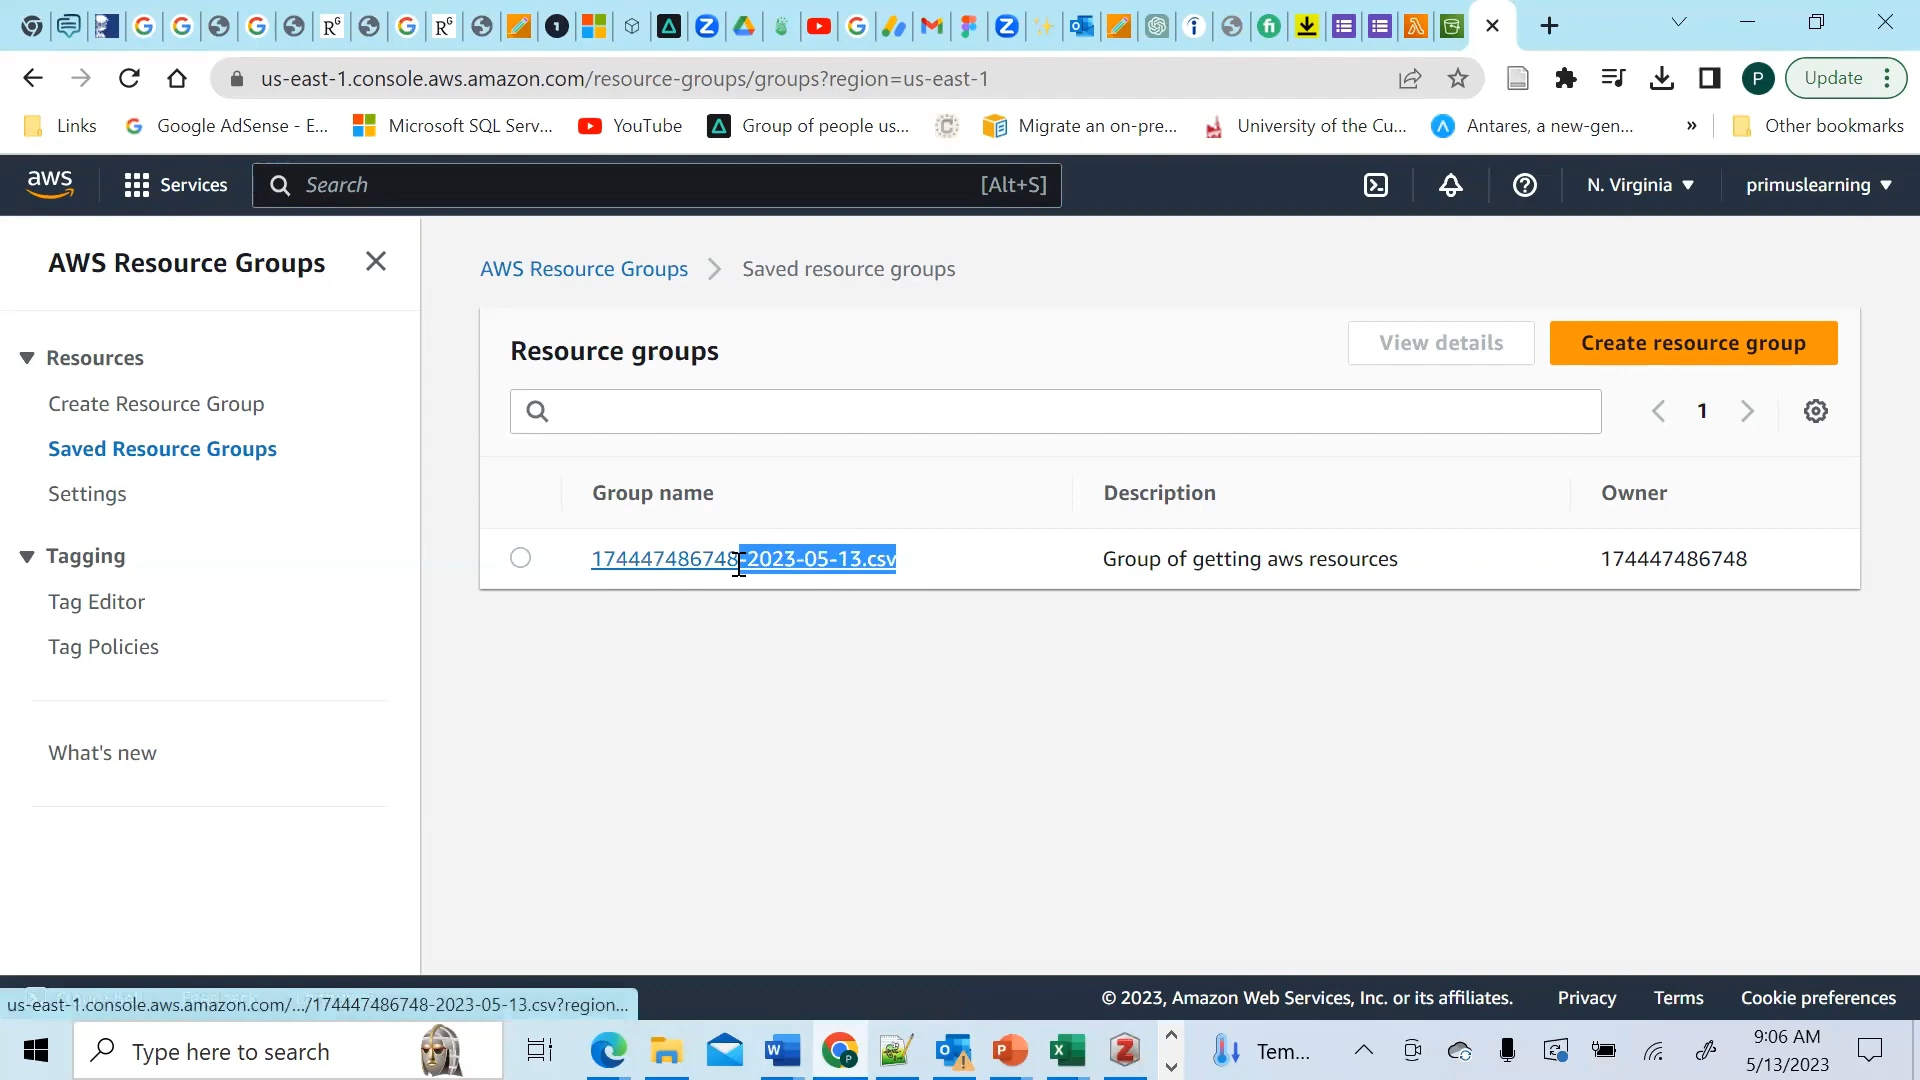 us-east-1.console.aws.amazon.com/resource-groups/groups?region=us-east-1
P
Update
Links
Google AdSense - E...
Microsoft SQL Serv...
YouTube
Group of people us...
Migrate an on-pre...
University of the Cu...
Antares, a new-gen...
»
Other bookmarks
aws
Services
Search
[Alt+S]
N. Virginia
primuslearning
AWS Resource Groups
Resources
Create Resource Group
Saved Resource Groups
Settings
Tagging
Tag Editor
Tag Policies
What's new
AWS Resource Groups
Saved resource groups
Resource groups
View details
Create resource group
1
Group name
Description
Owner
174447486748-2023-05-13.csv
Group of getting aws resources
174447486748
us-east-1.console.aws.amazon.com/.../174447486748-2023-05-13.csv?region...
© 2023, Amazon Web Services, Inc. or its affiliates.
Privacy
Terms
Cookie preferences
Type here to search
Tem...
9:06 AM
5/13/2023